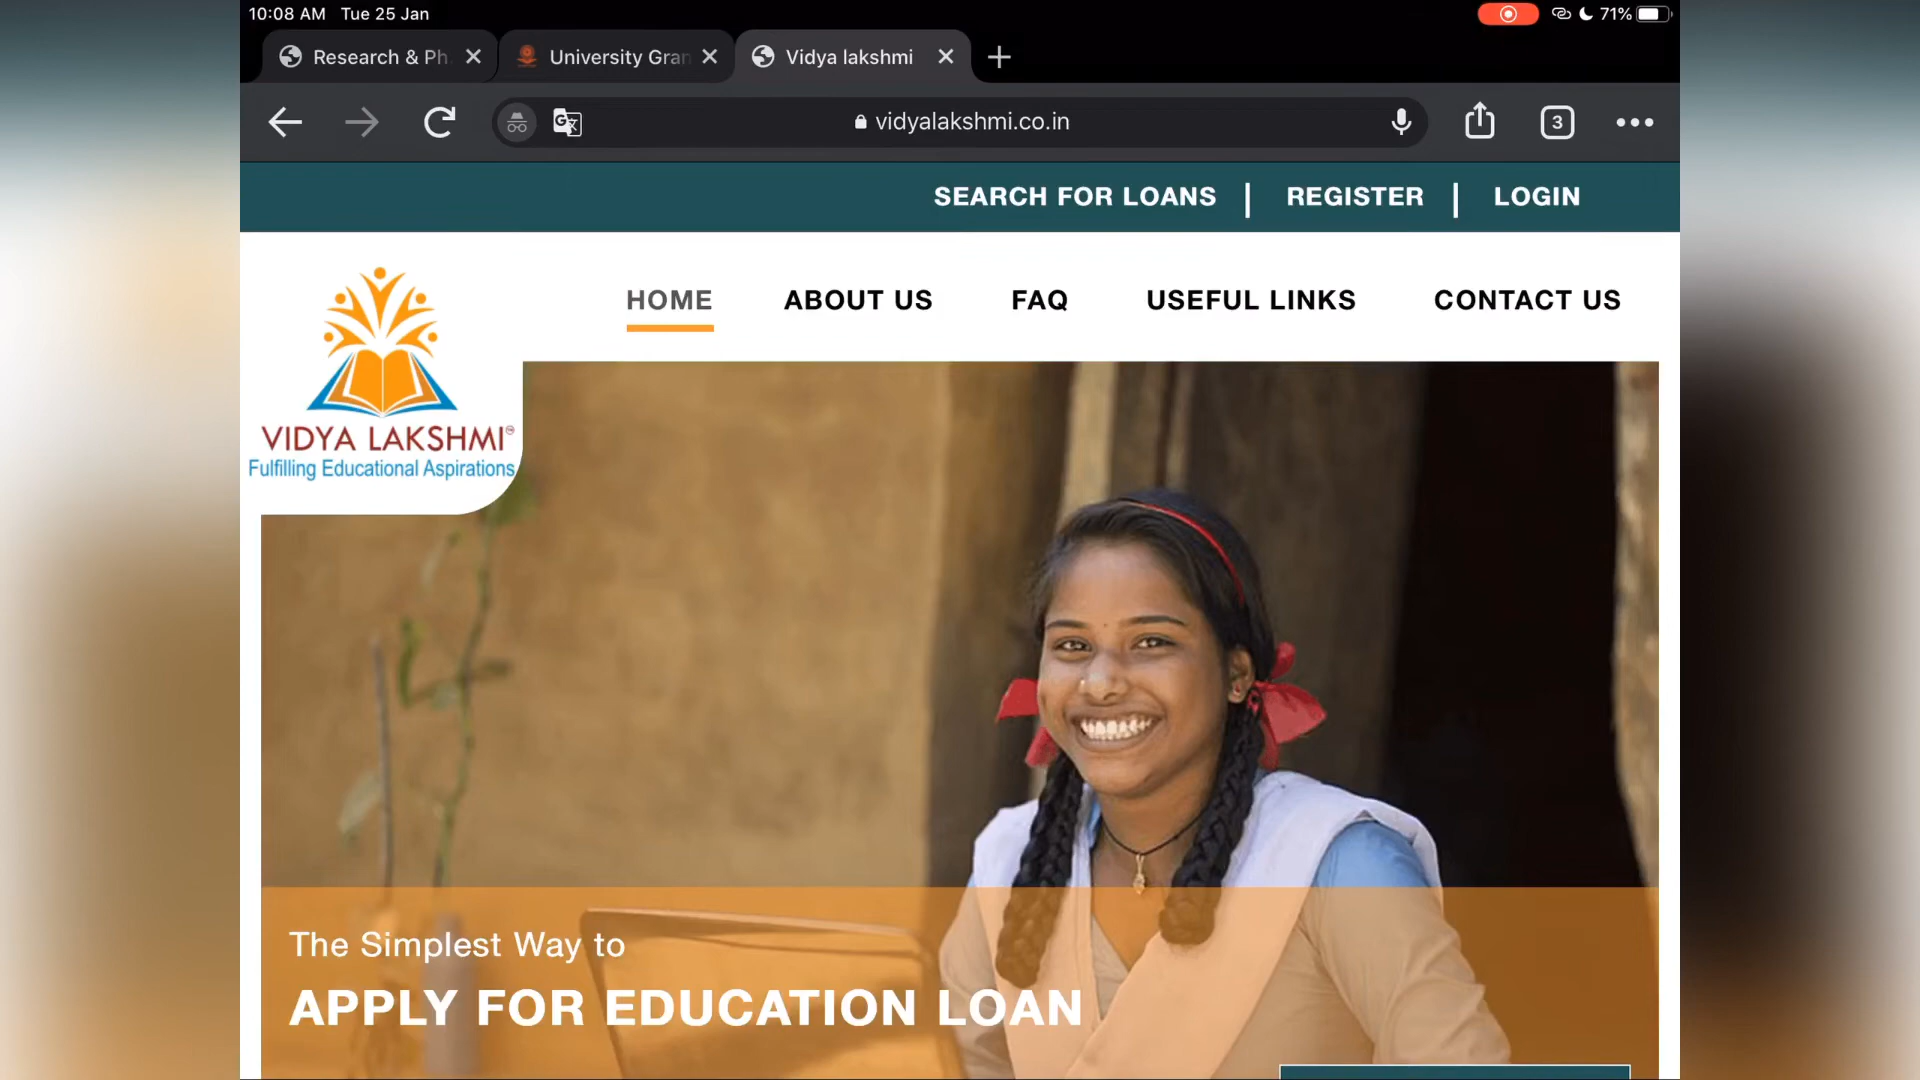 10:08 AM Tue 25 Jan
71%
Research & Ph
University Gran
Vidya lakshmi
vidyalakshmi.co.in
3
SEARCH FOR LOANS | REGISTER | LOGIN
HOME
ABOUT US
FAQ
USEFUL LINKS
CONTACT US
VIDYA LAKSHMI
Fulfilling Educational Aspirations
The Simplest Way to
APPLY FOR EDUCATION LOAN